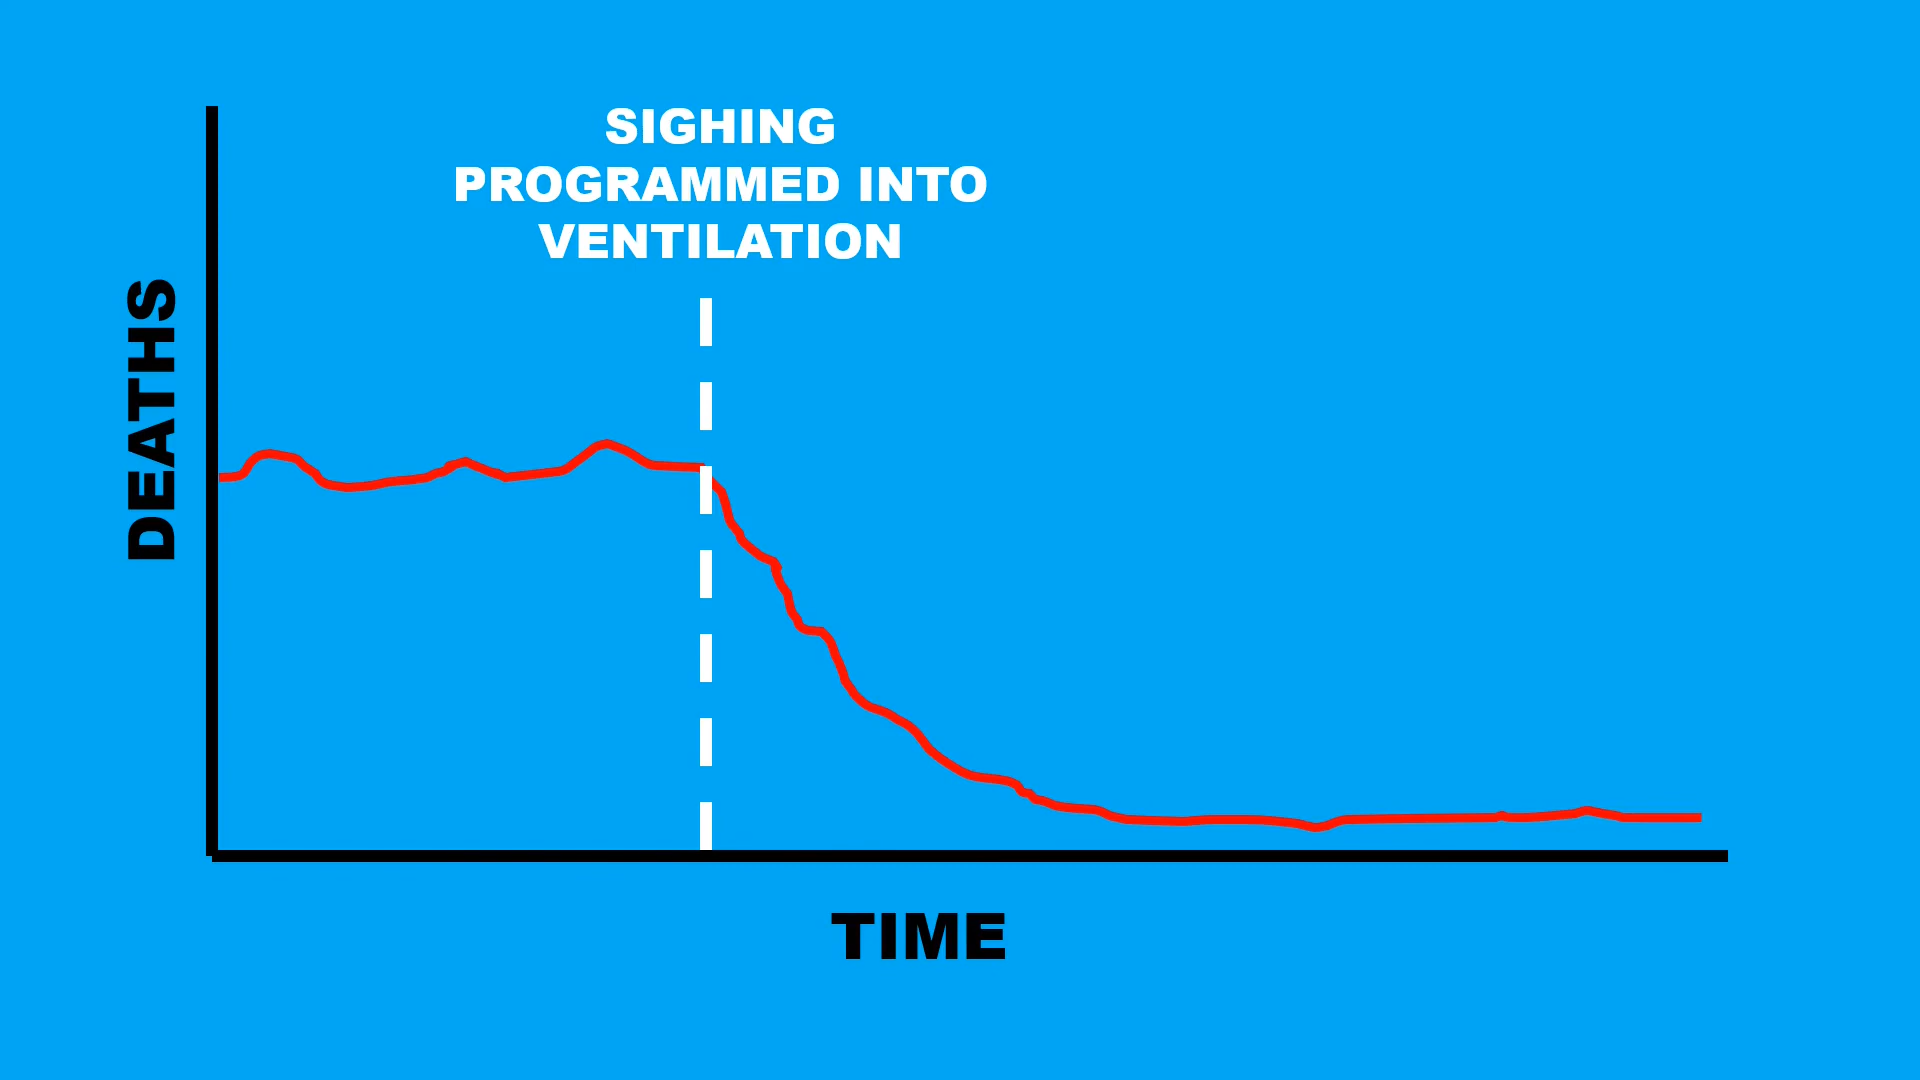 SIGHING
PROGRAMMED INTO
VENTILATION
DEATHS
TIME